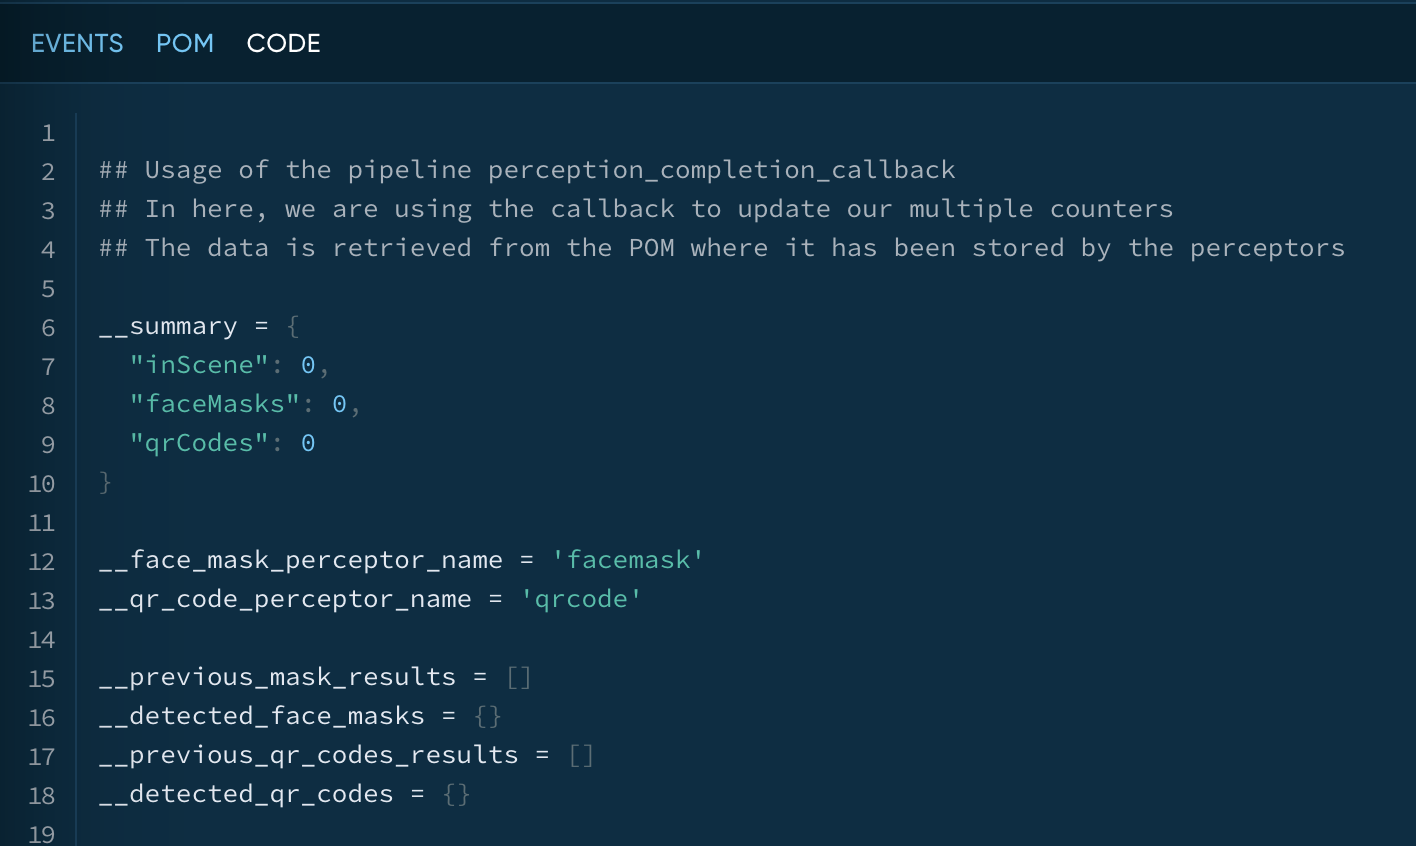 EVENTS POM CODE
1
2 ## Usage of the pipeline perception_completion_callback
3 ## In here, we are using the callback to update our multiple counters
4 ## The data is retrieved from the POM where it has been stored by the perceptors
5
6 __summary = {
7   "inScene": 0,
8   "faceMasks": 0,
9   "qrCodes": 0
10 }
11
12 __face_mask_perceptor_name = 'facemask'
13 __qr_code_perceptor_name = 'qrcode'
14
15 __previous_mask_results = []
16 __detected_face_masks = {}
17 __previous_qr_codes_results = []
18 __detected_qr_codes = {}
19